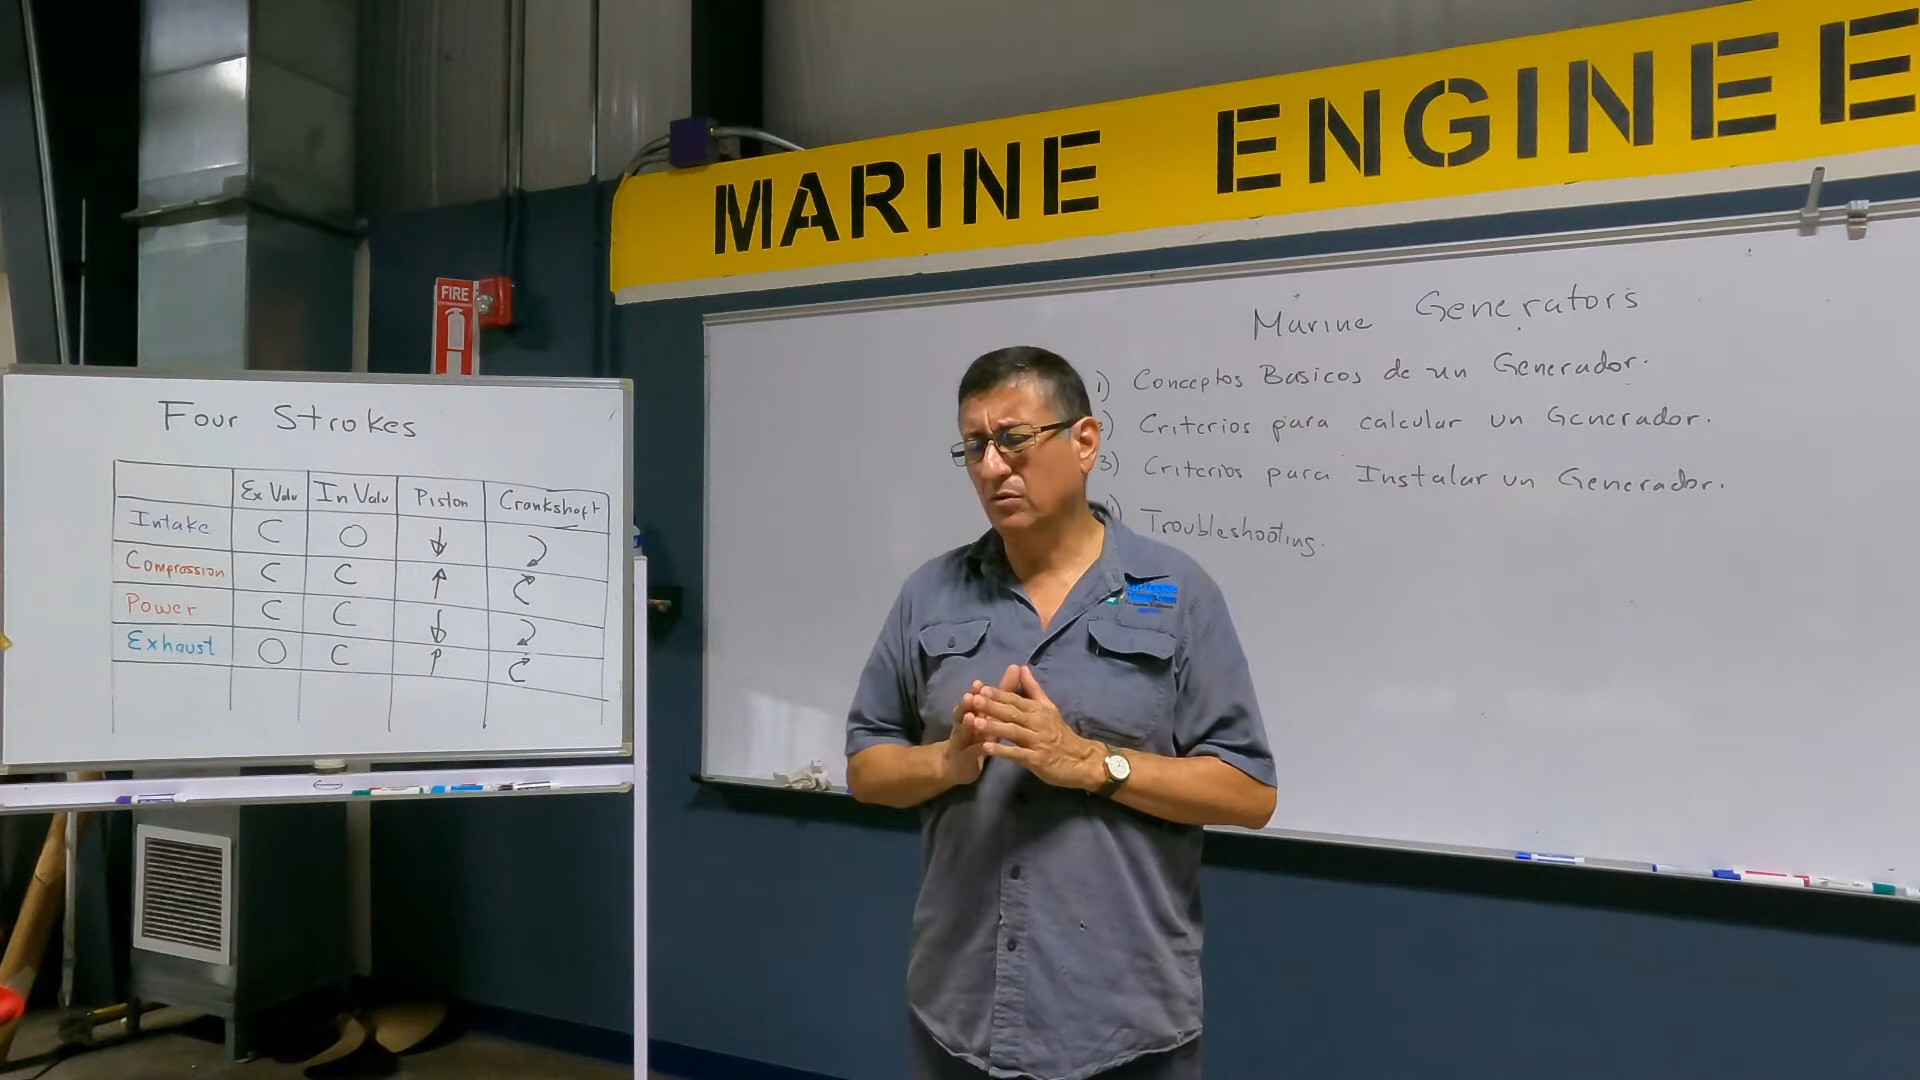 MARINE ENGINEE
FIRE
Marine Generators
1) Conceptos Basicos de un Generador.
2) Criterios para calcular un Generador.
3) Criterios para Instalar un Generador.
4) Troubleshooting.
Four Strokes
Ex Valv In Valv Piston Crankshaft
Intake C O ↓
Compression C C ↑
Power C C ↓
Exhaust O C ↑